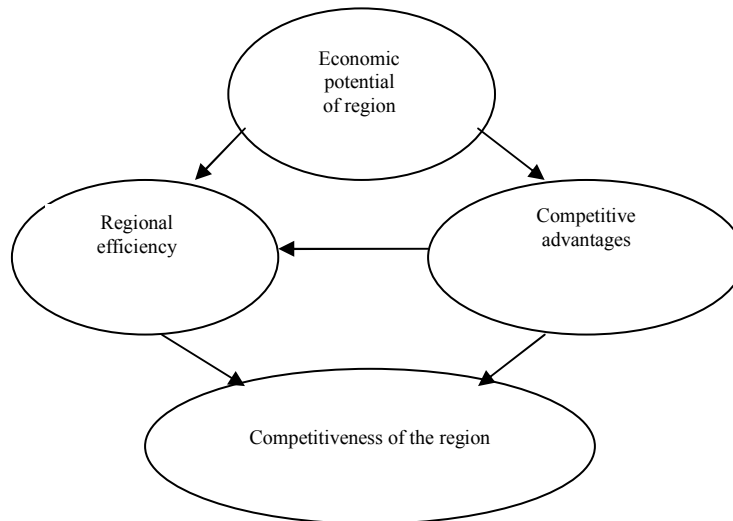 Economic
potential
of region
Regional
efficiency
Competitive
advantages
Competitiveness of the region